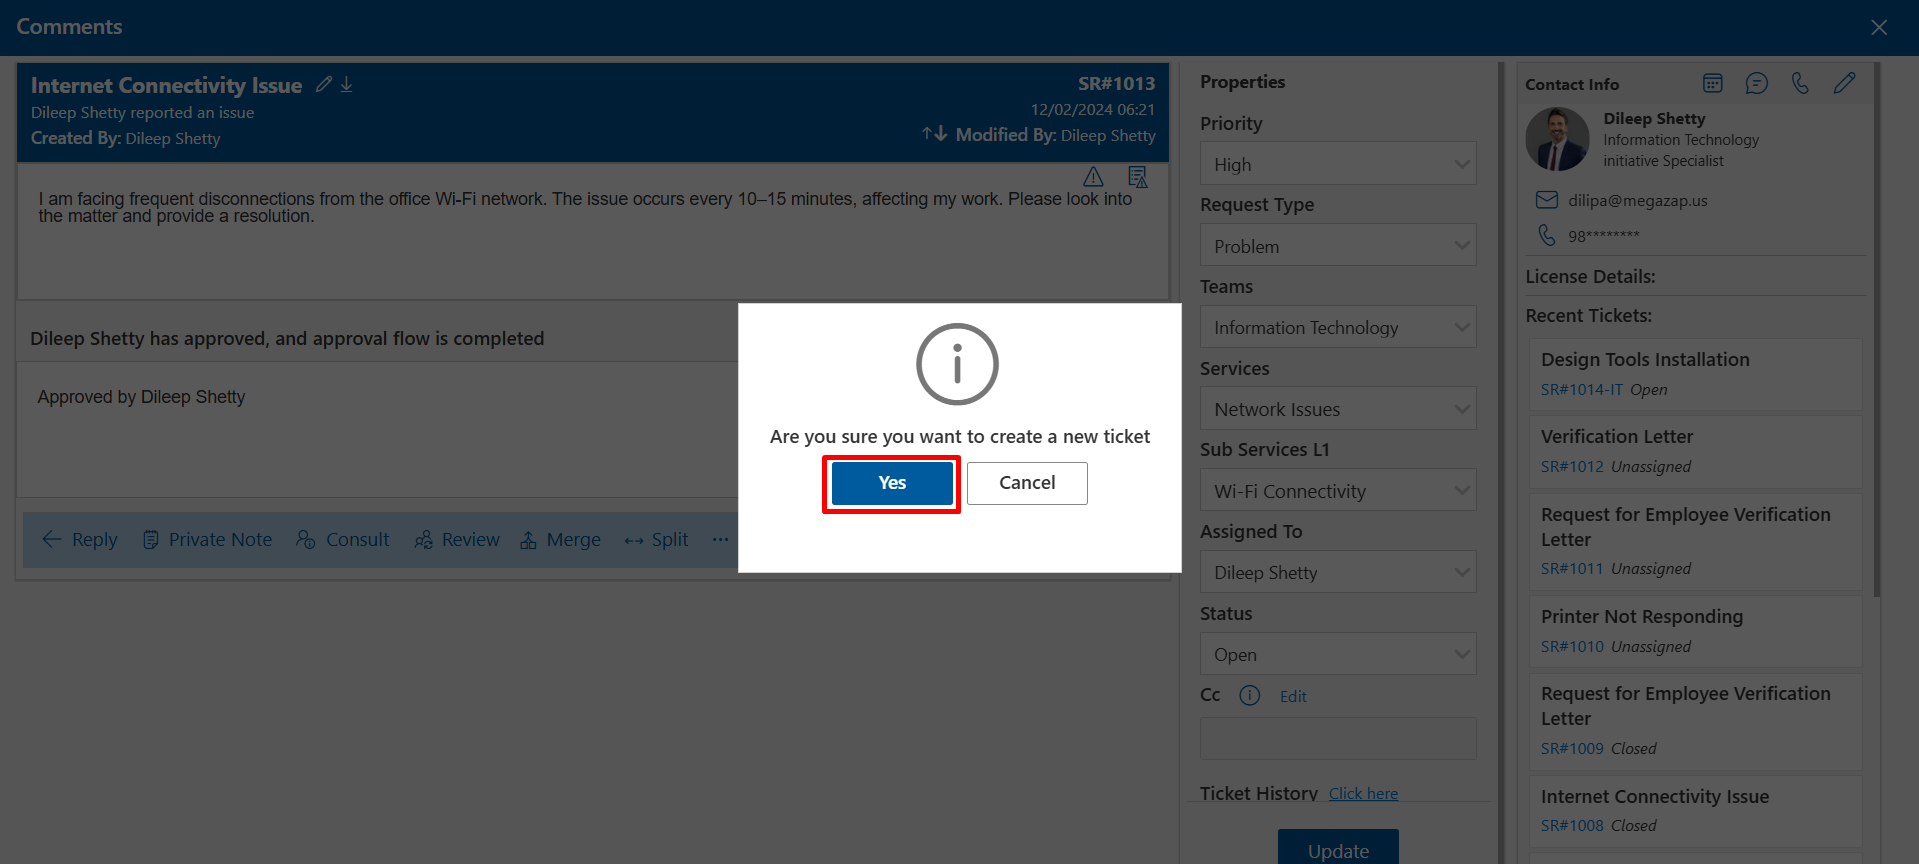 Comments
Internet Connectivity Issue
SR#1013
Dileep Shetty reported an issue
12/02/2024 06:21
Created By: Dileep Shetty
Modified By: Dileep Shetty
I am facing frequent disconnections from the office Wi-Fi network. The issue occurs every 10–15 minutes, affecting my work. Please look into
the matter and provide a resolution.
Dileep Shetty has approved, and approval flow is completed
Approved by Dileep Shetty
Reply Private Note Consult Review Merge Split ...
Are you sure you want to create a new ticket
Yes Cancel
Properties
Priority
High
Request Type
Problem
Teams
Information Technology
Services
Network Issues
Sub Services L1
Wi-Fi Connectivity
Assigned To
Dileep Shetty
Status
Open
Cc Edit
Ticket History Click here
Update
Contact Info
Dileep Shetty
Information Technology
initiative Specialist
dilipa@megazap.us
98********
License Details:
Recent Tickets:
Design Tools Installation
SR#1014-IT Open
Verification Letter
SR#1012 Unassigned
Request for Employee Verification
Letter
SR#1011 Unassigned
Printer Not Responding
SR#1010 Unassigned
Request for Employee Verification
Letter
SR#1009 Closed
Internet Connectivity Issue
SR#1008 Closed